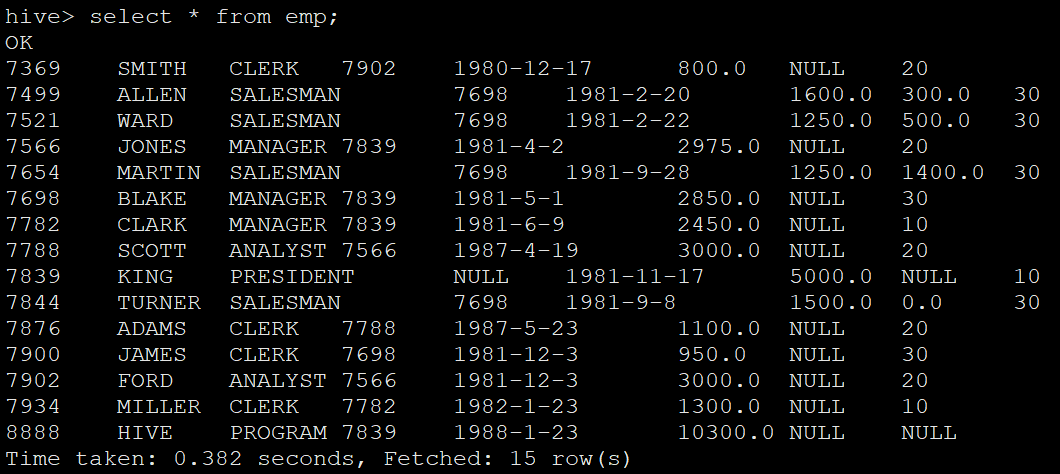 hive> select * from emp;
OK
7369 SMITH CLERK 7902 1980-12-17 800.0 NULL 20
7499 ALLEN SALESMAN 7698 1981-2-20 1600.0 300.0 30
7521 WARD SALESMAN 7698 1981-2-22 1250.0 500.0 30
7566 JONES MANAGER 7839 1981-4-2 2975.0 NULL 20
7654 MARTIN SALESMAN 7698 1981-9-28 1250.0 1400.0 30
7698 BLAKE MANAGER 7839 1981-5-1 2850.0 NULL 30
7782 CLARK MANAGER 7839 1981-6-9 2450.0 NULL 10
7788 SCOTT ANALYST 7566 1987-4-19 3000.0 NULL 20
7839 KING PRESIDENT NULL 1981-11-17 5000.0 NULL 10
7844 TURNER SALESMAN 7698 1981-9-8 1500.0 0.0 30
7876 ADAMS CLERK 7788 1987-5-23 1100.0 NULL 20
7900 JAMES CLERK 7698 1981-12-3 950.0 NULL 30
7902 FORD ANALYST 7566 1981-12-3 3000.0 NULL 20
7934 MILLER CLERK 7782 1982-1-23 1300.0 NULL 10
8888 HIVE PROGRAM 7839 1988-1-23 10300.0 NULL NULL
Time taken: 0.382 seconds, Fetched: 15 row(s)